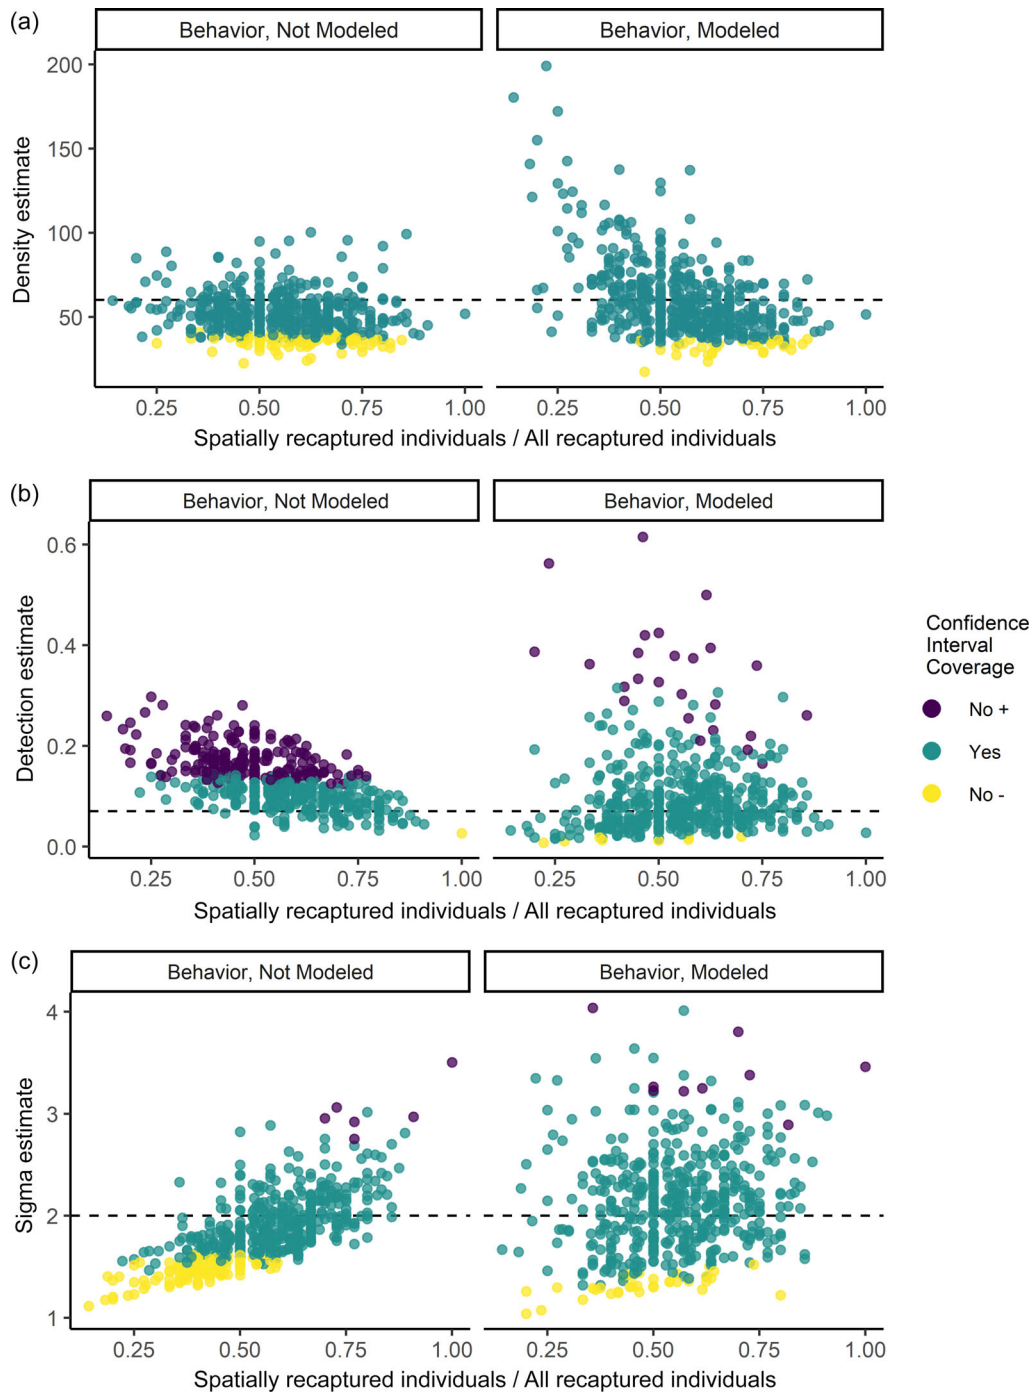 (a)
Behavior, Not Modeled
Behavior, Modeled
Density estimate
200
150
100
50
0.25 0.50 0.75 1.00
0.25 0.50 0.75 1.00
Spatially recaptured individuals / All recaptured individuals
(b)
Behavior, Not Modeled
Behavior, Modeled
Detection estimate
0.6
0.4
0.2
0.0
0.25 0.50 0.75 1.00
0.25 0.50 0.75 1.00
Spatially recaptured individuals / All recaptured individuals
Confidence
Interval
Coverage
No +
Yes
No -
(c)
Behavior, Not Modeled
Behavior, Modeled
Sigma estimate
4
3
2
1
0.25 0.50 0.75 1.00
0.25 0.50 0.75 1.00
Spatially recaptured individuals / All recaptured individuals